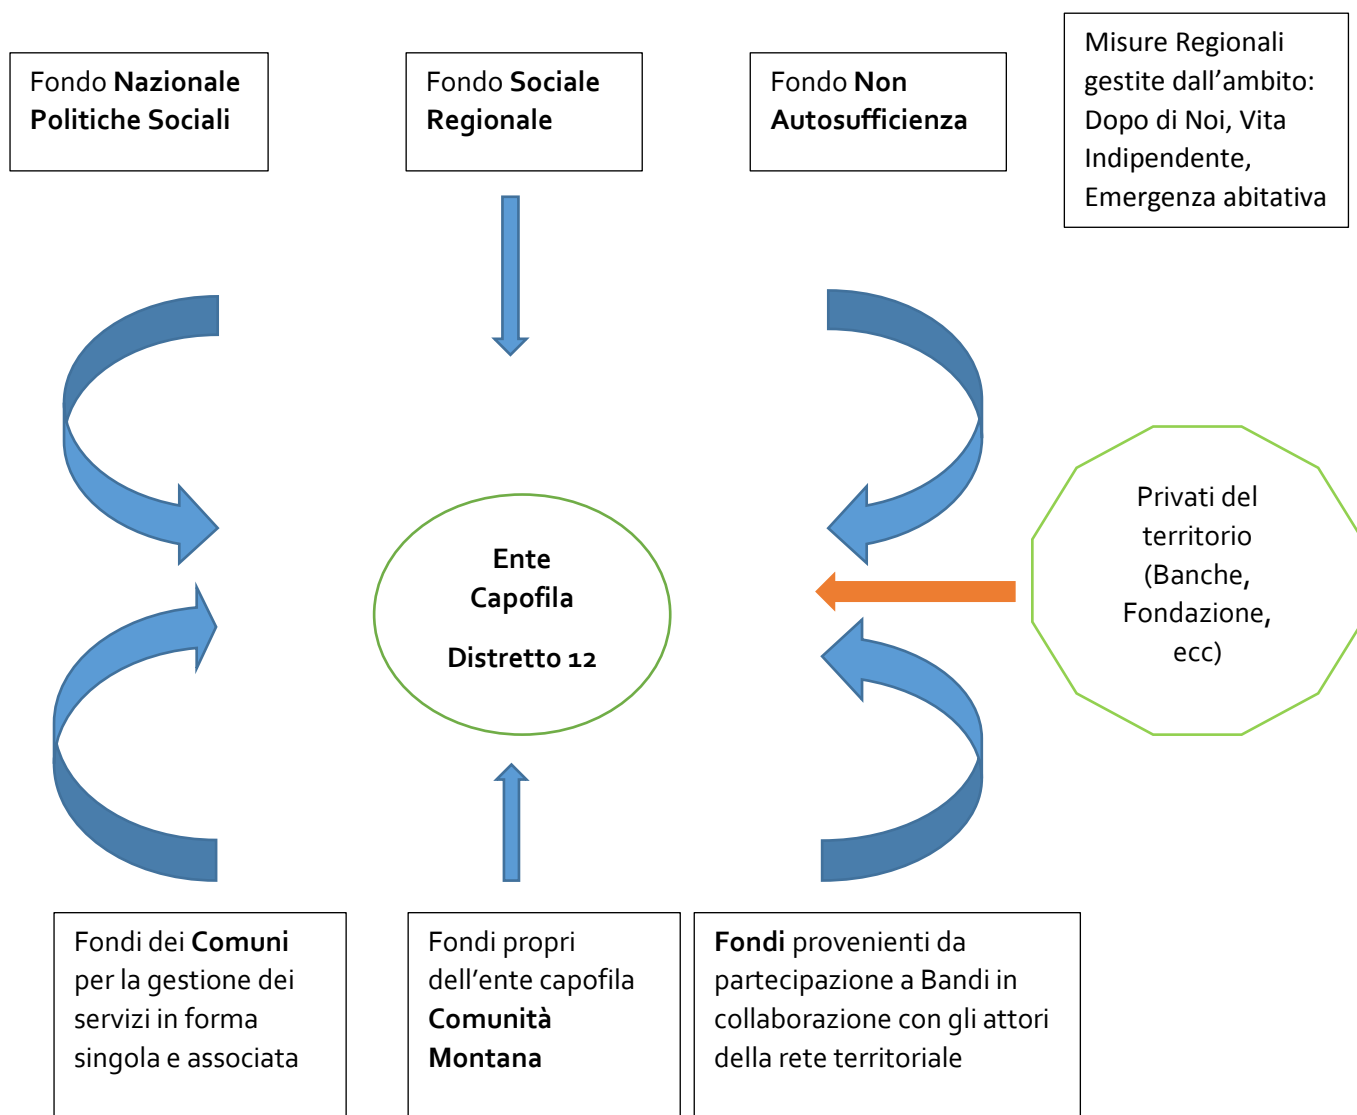 Fondo Nazionale
Politiche Sociali
Fondo Sociale
Regionale
Fondo Non
Autosufficienza
Misure Regionali
gestite dall’ambito:
Dopo di Noi, Vita
Indipendente,
Emergenza abitativa
Ente
Capofila
Distretto 12
Privati del
territorio
(Banche,
Fondazione,
ecc)
Fondi dei Comuni
per la gestione dei
servizi in forma
singola e associata
Fondi propri
dell’ente capofila
Comunità
Montana
Fondi provenienti da
partecipazione a Bandi in
collaborazione con gli attori
della rete territoriale